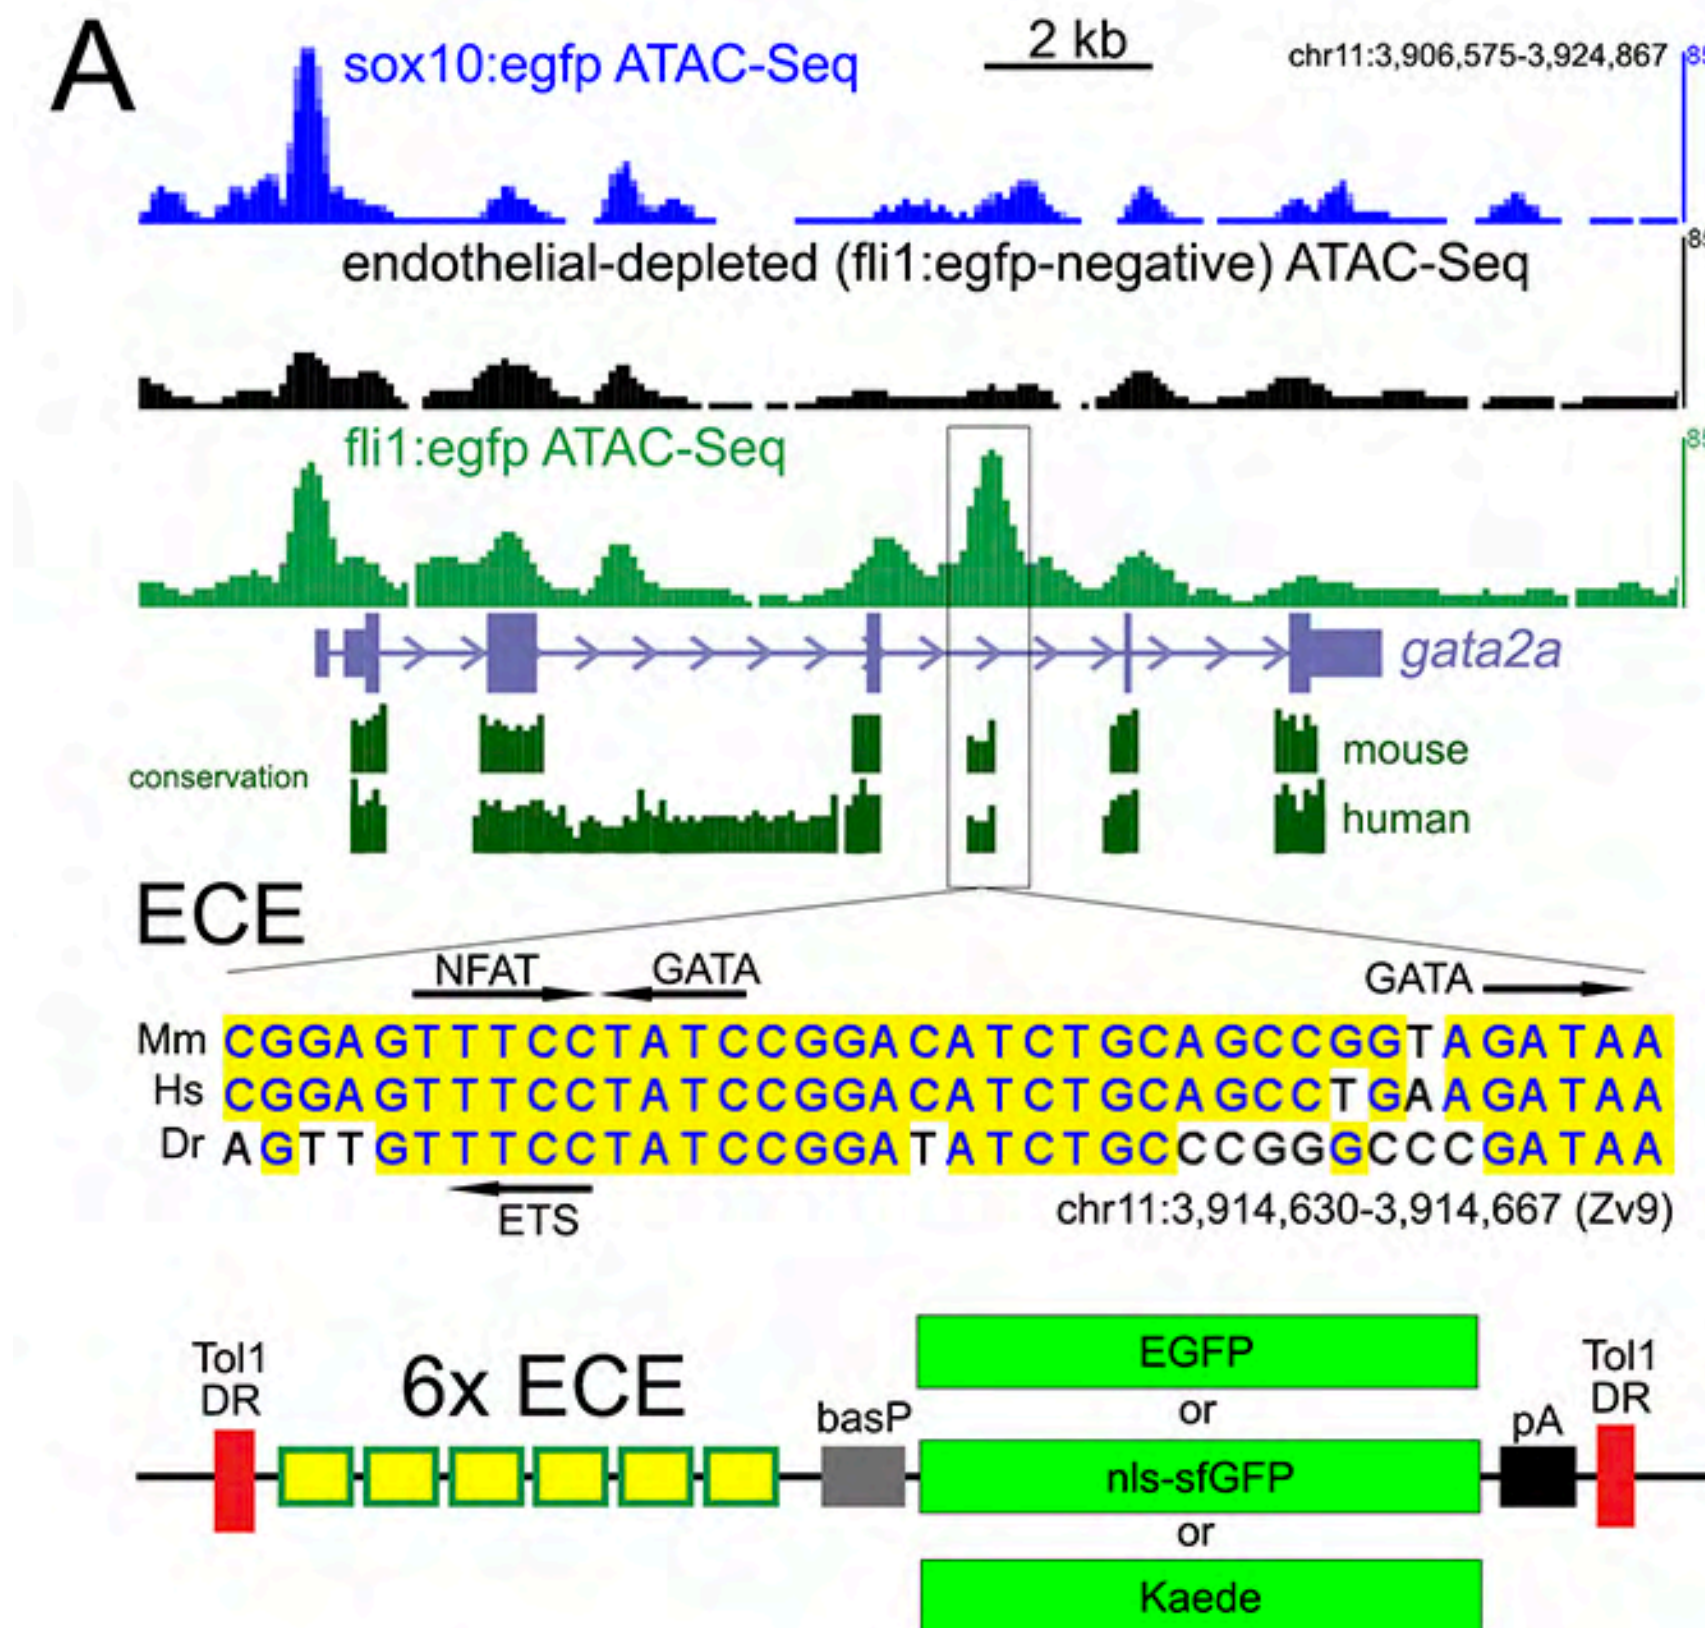 A
sox10:egfp ATAC-Seq
2 kb
chr11:3,906,575-3,924,867
endothelial-depleted (fli1:egfp-negative) ATAC-Seq
fli1:egfp ATAC-Seq
gata2a
conservation
mouse
human
ECE
NFAT GATA GATA
Mm CGGAGTTTCCTATCCGGACATCTGCAGCCGGTAGATAA
Hs CGGAGTTTCCTATCCGGACATCTGCAGCCTGAAGATAA
Dr AGTTGTTTCCTATCCGGATATCTGCCCGGGCCCGATAA
ETS
chr11:3,914,630-3,914,667 (Zv9)
Tol1
DR
6x ECE
basP
EGFP
or
nls-sfGFP
or
Kaede
pA
Tol1
DR